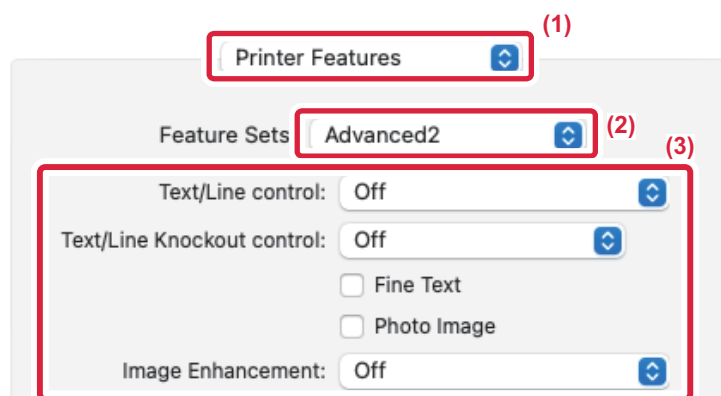 (1)
Printer Features
Feature Sets Advanced2 (2)
(3)
Text/Line control: Off
Text/Line Knockout control: Off
Fine Text
Photo Image
Image Enhancement: Off